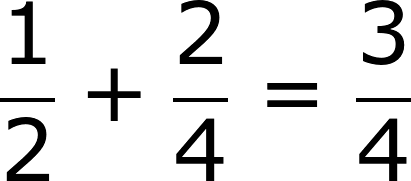 1/2 + 2/4 = 3/4